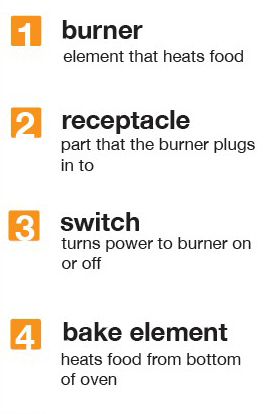 1 burner
element that heats food
2 receptacle
part that the burner plugs
in to
3 switch
turns power to burner on
or off
4 bake element
heats food from bottom
of oven